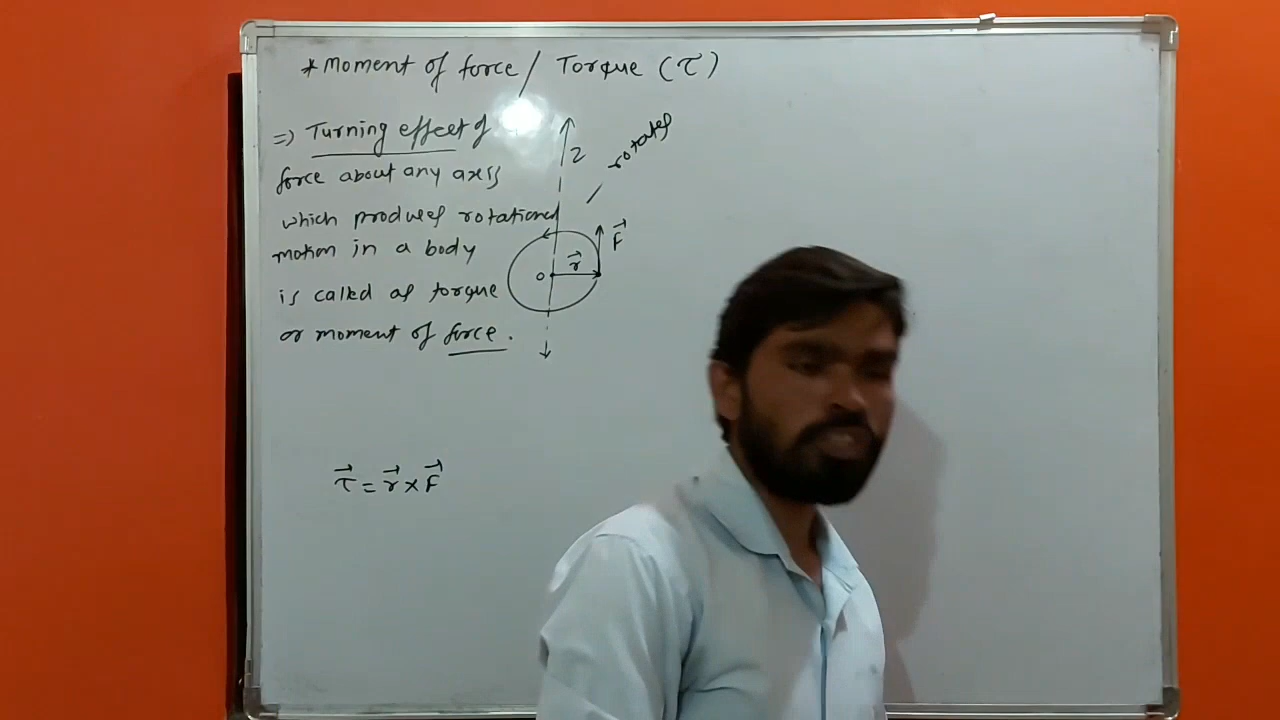 * Moment of force / Torque (τ)
=) Turning effect of
force about any axis
which produces rotational
motion in a body
is called as torque
or moment of force.
Z
rotates
F⃗
r⃗
O
τ⃗ = r⃗ × F⃗